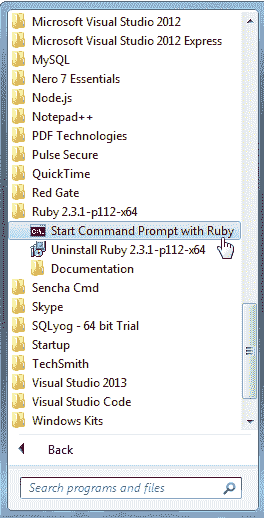 Microsoft Visual Studio 2012
Microsoft Visual Studio 2012 Express
MySQL
Nero 7 Essentials
Node.js
Notepad++
PDF Technologies
Pulse Secure
QuickTime
Red Gate
Ruby 2.3.1-p112-x64
Start Command Prompt with Ruby
Uninstall Ruby 2.3.1-p112-x64
Documentation
Sencha Cmd
Skype
SQLyog - 64 bit Trial
Startup
TechSmith
Visual Studio 2013
Visual Studio Code
Windows Kits
Back
Search programs and files